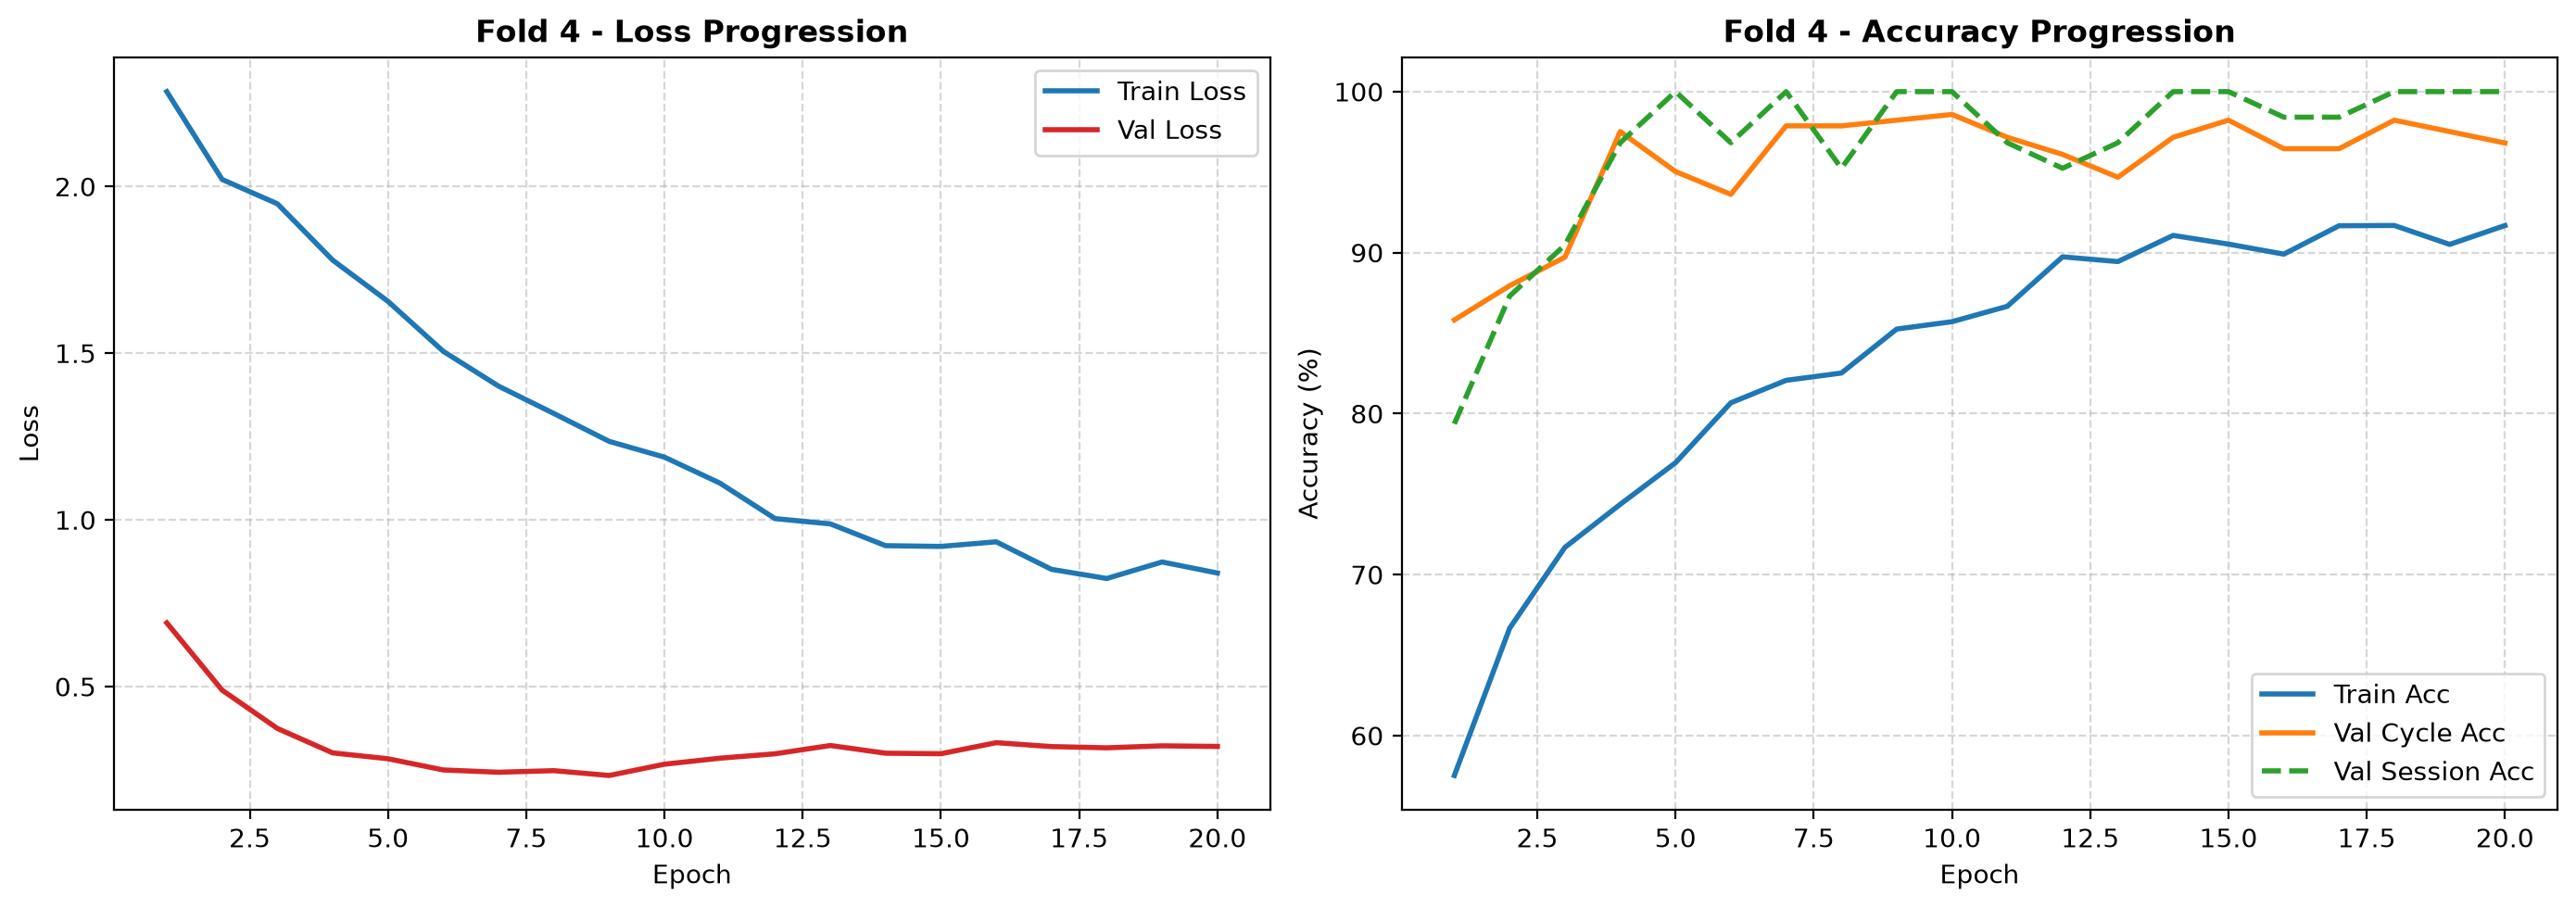 Fold 4 - Loss Progression
Train Loss
Val Loss
2.0
1.5
1.0
0.5
Loss
2.5 5.0 7.5 10.0 12.5 15.0 17.5 20.0
Epoch
Fold 4 - Accuracy Progression
100
90
80
70
60
Accuracy (%)
Train Acc
Val Cycle Acc
Val Session Acc
2.5 5.0 7.5 10.0 12.5 15.0 17.5 20.0
Epoch